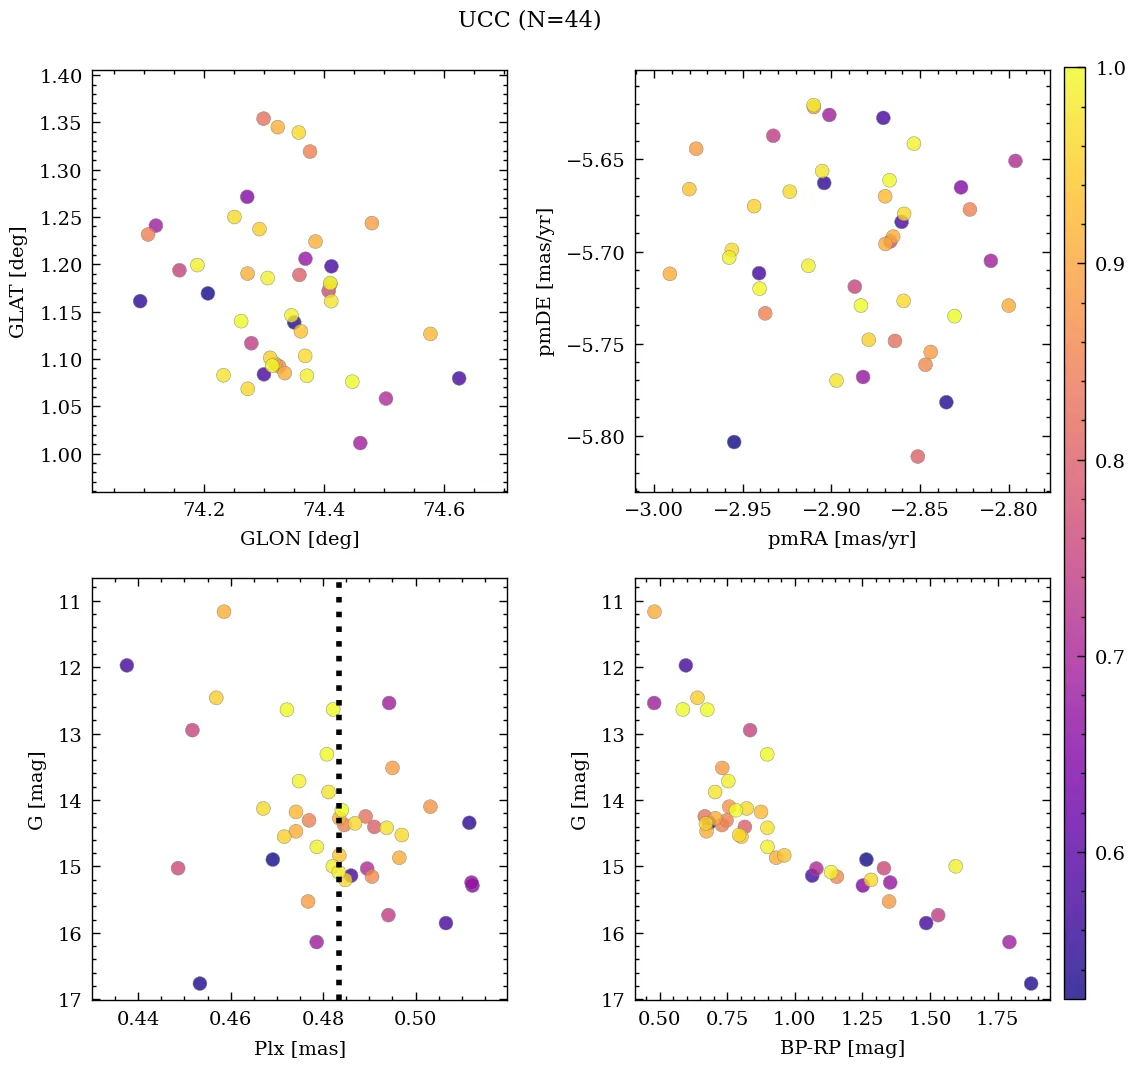 UCC (N=44)
1.40
1.35
1.30
1.25
1.20
1.15
1.10
1.05
1.00
GLAT [deg]
74.2 74.4 74.6
GLON [deg]
−5.65
−5.70
−5.75
−5.80
pmDE [mas/yr]
−3.00 −2.95 −2.90 −2.85 −2.80
pmRA [mas/yr]
11
12
13
14
15
16
17
G [mag]
0.44 0.46 0.48 0.50
Plx [mas]
11
12
13
14
15
16
17
G [mag]
0.50 0.75 1.00 1.25 1.50 1.75
BP-RP [mag]
1.0
0.9
0.8
0.7
0.6